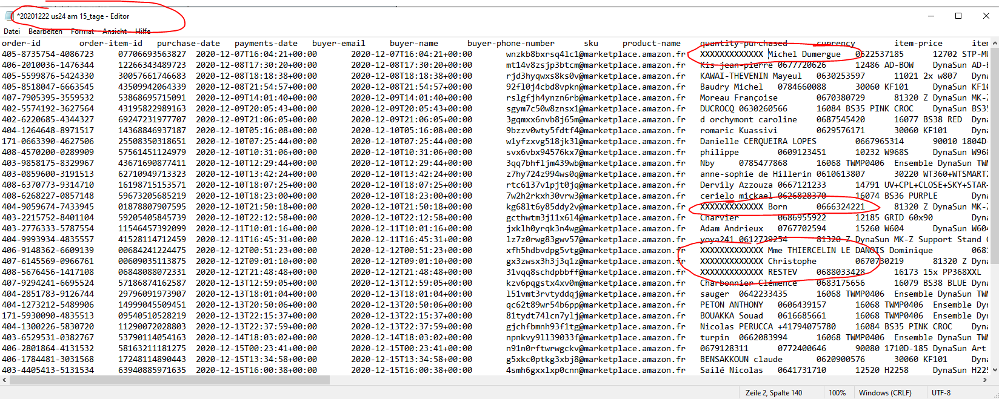 *20201222 us24 am 15_tage - Editor
Datei Bearbeiten Format Ansicht Hilfe
order-id order-item-id purchase-date payments-date buyer-email buyer-name buyer-phone-number sku product-name quantity-purchased currency item-price item
405-8735754-4086723 07706693563827 2020-12-07T16:04:21+00:00 2020-12-07T16:04:21+00:00 wnzkb8bxrsq4lc1@marketplace.amazon.fr XXXXXXXXXXXXX Michel Dumergue 0622537185 12702 STP-MU
406-2010036-1476344 12266343489723 2020-12-08T17:30:20+00:00 2020-12-08T17:30:20+00:00 mt14v8zsjp3btcm@marketplace.amazon.fr Kis jean-pierre 0677720626 12486 AD-BOW DynaSun AD-B
405-5599876-5424330 30057661746683 2020-12-08T18:18:38+00:00 2020-12-08T18:18:38+00:00 rjd3hyqwxs8ks0v@marketplace.amazon.fr KAWAI-THEVENIN Mayeul 0630253597 11021 2x w807 Dyna
405-8518047-6663545 43509942064339 2020-12-08T21:54:57+00:00 2020-12-08T21:54:57+00:00 92fl0j4cbd8vpkn@marketplace.amazon.fr Baudry Michel 0784660088 30060 KF101 DynaSun KF10
407-7905395-3559532 53868695715091 2020-12-09T14:01:40+00:00 2020-12-09T14:01:40+00:00 rslgfjh4ynzn6rb@marketplace.amazon.fr Moreau Françoise 0670380729 81320 Z DynaSun MK-Z
402-5574192-3627564 43195822989163 2020-12-09T20:05:43+00:00 2020-12-09T20:05:43+00:00 sgym7c50w8znsx1@marketplace.amazon.fr DUCROCQ 0630260566 16084 BS35 PINK CROC DynaSun BS35
402-6220685-4344327 69247231977707 2020-12-09T21:06:05+00:00 2020-12-09T21:06:05+00:00 3gqmxx6nvb8j65m@marketplace.amazon.fr d orchymont caroline 0687545420 16077 BS38 RED Dyna
404-1264648-8971517 14368846937187 2020-12-10T05:16:08+00:00 2020-12-10T05:16:08+00:00 9bzzv0wty5fdtf4@marketplace.amazon.fr romaric Kuassivi 0629576171 30060 KF101 DynaSun KF10
171-0663390-4627506 25508350318651 2020-12-10T07:25:44+00:00 2020-12-10T07:25:44+00:00 w1yfzxvg518jk3l@marketplace.amazon.fr Danielle CERQUEIRA LOPES 0667965314 90010 1804D-
408-4570200-0289909 57561451124979 2020-12-10T10:31:06+00:00 2020-12-10T10:31:06+00:00 svx6vbx94576kx7@marketplace.amazon.fr philippe 0609123451 10232 W968S DynaSun W968
403-9858175-8329967 43671690877411 2020-12-10T12:29:44+00:00 2020-12-10T12:29:44+00:00 3qq7bhfljm439wb@marketplace.amazon.fr Nby 0785477868 16068 TWMP0406 Ensemble DynaSun TWM
403-0859600-3191513 62710949713323 2020-12-10T13:42:24+00:00 2020-12-10T13:42:24+00:00 z7hy724z994ws0q@marketplace.amazon.fr anne-sophie de Hillerin 0610613807 30220 WT360+WTSMART2
408-6370773-9314710 16198715153571 2020-12-10T18:07:25+00:00 2020-12-10T18:07:25+00:00 rtc6137v1pjt0jq@marketplace.amazon.fr Dervily Azzouza 0667121233 14791 UV+CPL+CLOSE+SKY+STAR-
408-6268227-0857148 59673205685219 2020-12-10T18:23:00+00:00 2020-12-10T18:23:00+00:00 7w2h2rkxh30vrw3@marketplace.amazon.fr cerielo mickael 0626828370 16074 BS36 PURPLE Dyna
404-9059674-7433945 01878807907595 2020-12-10T21:50:18+00:00 2020-12-10T21:50:18+00:00 kg68lt6y85ddy2v@marketplace.amazon.fr XXXXXXXXXXXXX Born 0666324221 81320 Z DynaSun MK-Z
403-2215752-8401104 59205405845739 2020-12-10T22:12:58+00:00 2020-12-10T22:12:58+00:00 gcthwtm3j11x6l4@marketplace.amazon.fr Charvier 0686955922 12185 GRID 60x90 Dyna
403-2776333-5787554 11546457392099 2020-12-11T10:01:16+00:00 2020-12-11T10:01:16+00:00 jxklh0yrqk3n4wg@marketplace.amazon.fr Adam Andrieux 0767702594 15260 W604 DynaSun W604
404-9993934-4835557 41528114712459 2020-12-11T16:45:31+00:00 2020-12-11T16:45:31+00:00 lz7z0rwg83gwv57@marketplace.amazon.fr yoya241 0612729254 81320 Z DynaSun MK-Z Support Stand C
406-9148362-6609139 00684241224475 2020-12-12T00:51:23+00:00 2020-12-12T00:51:23+00:00 xfh5hdbvdpg5vtg@marketplace.amazon.fr XXXXXXXXXXXXX Mme THIERCELIN LE DANOIS Dominique 0681
407-6145569-0966761 00609035113875 2020-12-12T09:01:10+00:00 2020-12-12T09:01:10+00:00 gx3zwsx3h3j3q1z@marketplace.amazon.fr XXXXXXXXXXXXX Christophe 0670730219 81320 Z Dyna
408-5676456-1417108 06848088072331 2020-12-12T21:48:48+00:00 2020-12-12T21:48:48+00:00 31vqq8schdpbbff@marketplace.amazon.fr XXXXXXXXXXXXX RESTEV 0688033428 16173 15x PP368XXL
407-9294241-6695524 57186874162587 2020-12-13T12:59:05+00:00 2020-12-13T12:59:05+00:00 kzv6pqgstx4xv0m@marketplace.amazon.fr Charbonnier Clémence 0683175656 16079 BS38 BLUE Dyna
404-2851783-9126744 29796091973907 2020-12-13T18:01:04+00:00 2020-12-13T18:01:04+00:00 l51vmt3rvtyddqj@marketplace.amazon.fr sauger 0642233435 16068 TWMP0406 Ensemble DynaSun TWM
404-1273212-5489906 14999045509451 2020-12-13T20:50:06+00:00 2020-12-13T20:50:06+00:00 qc62t89wr54b6pp@marketplace.amazon.fr PETON ANTHONY 0606439157 16068 TWMP0406 Ensemble Dyn
171-5930090-4835513 09540510528219 2020-12-13T22:15:37+00:00 2020-12-13T22:15:37+00:00 81tydt74lcn7ylj@marketplace.amazon.fr BOUAKKA Souad 0616685661 16068 TWMP0406 Ensemble Dyn
404-1300226-5830720 11290072028803 2020-12-13T22:37:59+00:00 2020-12-13T22:37:59+00:00 gjchfbmnh93f1tg@marketplace.amazon.fr Nicolas PERUCCA +41794075780 16084 BS35 PINK CROC Dyna
403-6529531-0382767 53790114054163 2020-12-14T18:03:02+00:00 2020-12-14T18:03:02+00:00 npnkvy9ll39033f@marketplace.amazon.fr turpin 0662083994 16068 TWMP0406 Ensemble DynaSun TWM
406-2801864-4131532 58163211181275 2020-12-15T00:23:41+00:00 2020-12-15T00:23:41+00:00 n91n0rftwrwgckv@marketplace.amazon.fr 0679128311 0772400646 90080 1710D-185 DynaSun Art
406-1784481-3031568 17248114890443 2020-12-15T13:34:58+00:00 2020-12-15T13:34:58+00:00 g5xkc0ptkg3xbj8@marketplace.amazon.fr BENSAKKOUN claude 0620900576 30060 KF101 Dyna
403-4405413-5131534 63940885971635 2020-12-15T16:00:38+00:00 2020-12-15T16:00:38+00:00 4smh6gxxlxp0cnn@marketplace.amazon.fr Sailé Nicolas 0641731710 12520 H2258 DynaSun H225
Zeile 2, Spalte 140 100% Windows (CRLF) UTF-8